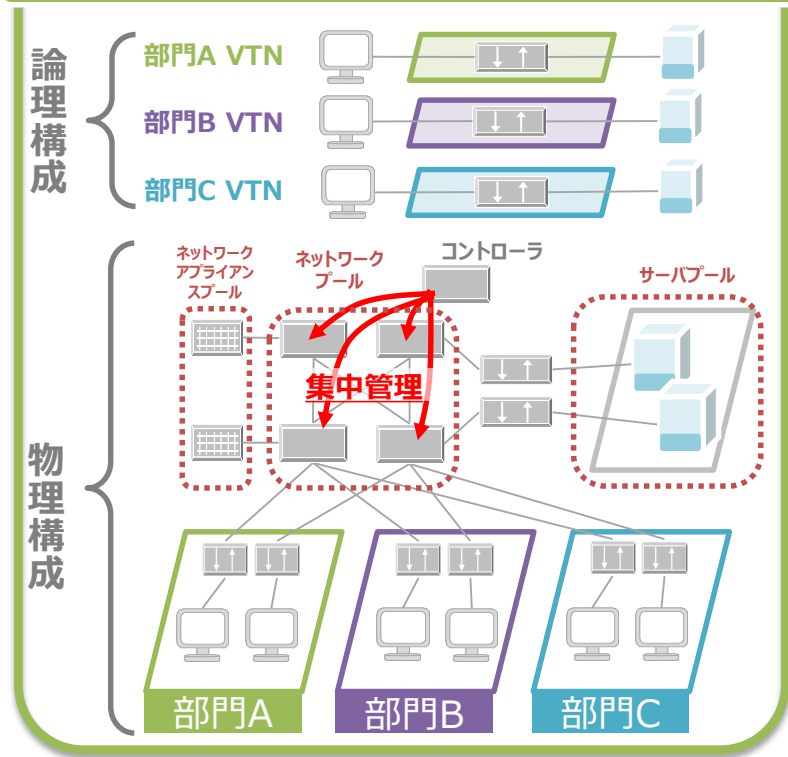 論理構成
部門A VTN
部門B VTN
部門C VTN
物理構成
ネットワーク
アプライアン
スプール
ネットワーク
プール
コントローラ
サーバプール
集中管理
部門A
部門B
部門C